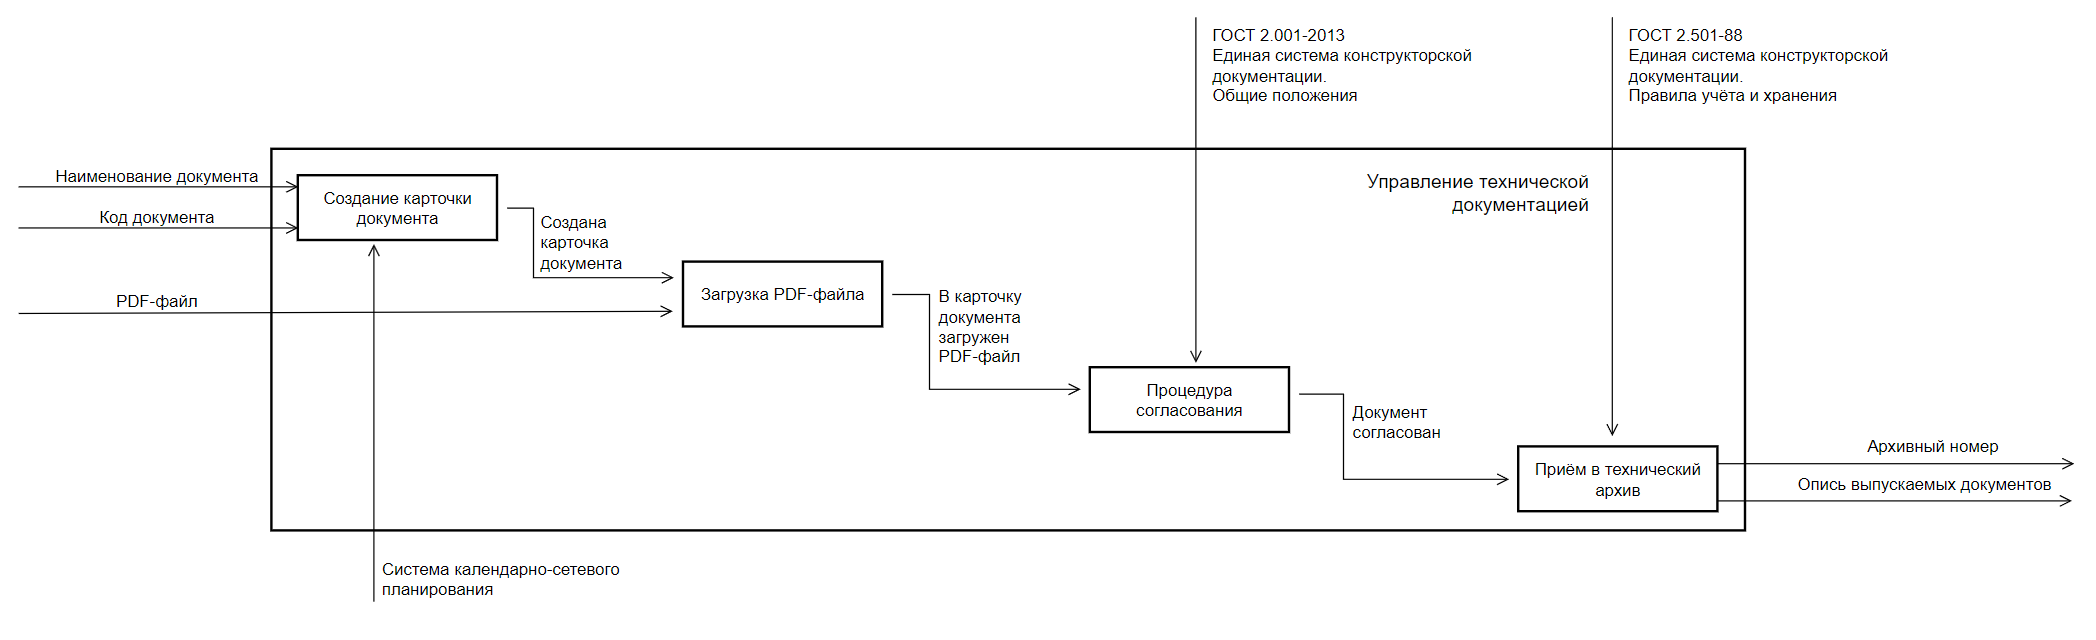 ГОСТ 2.001-2013
Единая система конструкторской
документации.
Общие положения
ГОСТ 2.501-88
Единая система конструкторской
документации.
Правила учёта и хранения
Наименование документа
Код документа
PDF-файл
Создание карточки
документа
Управление технической
документацией
Создана
карточка
документа
Загрузка PDF-файла
В карточку
документа
загружен
PDF-файл
Процедура
согласования
Документ
согласован
Приём в технический
архив
Архивный номер
Опись выпускаемых документов
Система календарно-сетевого
планирования